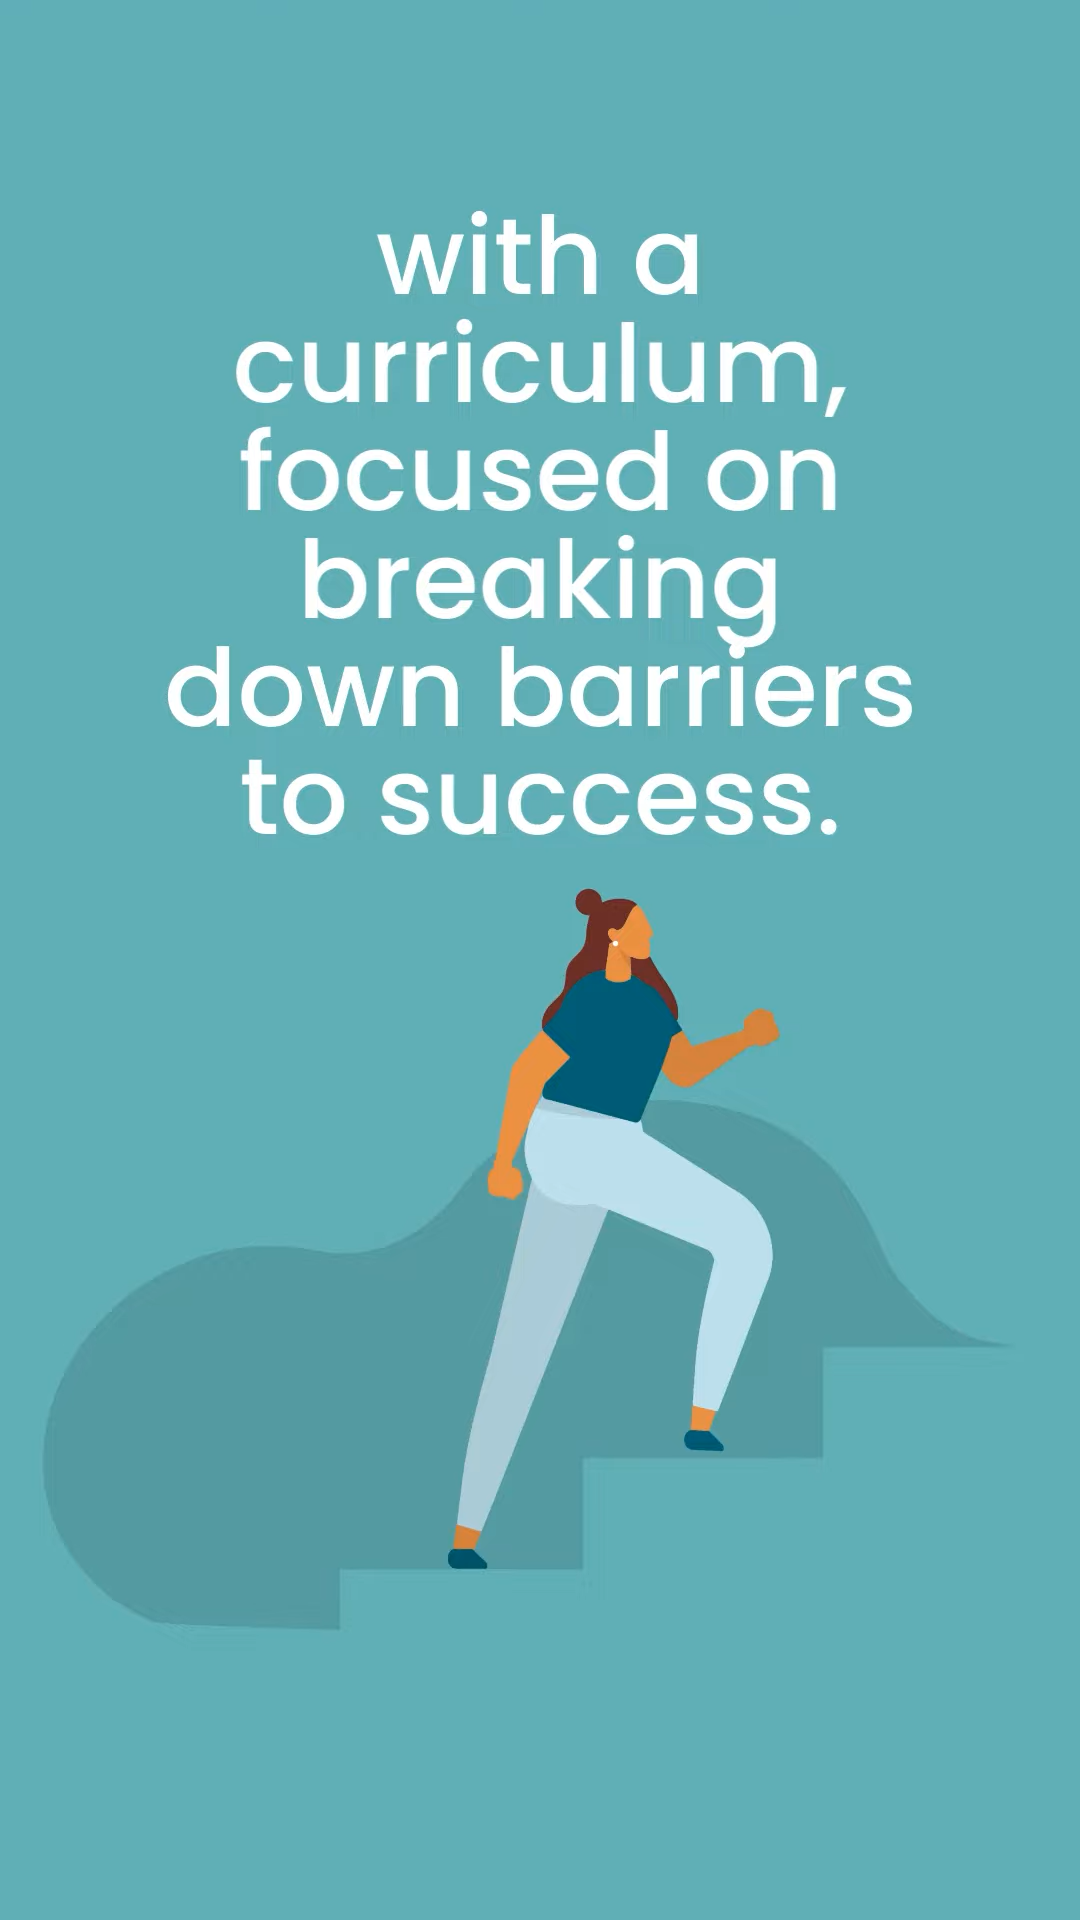 with a
curriculum,
focused on
breaking
down barriers
to success.